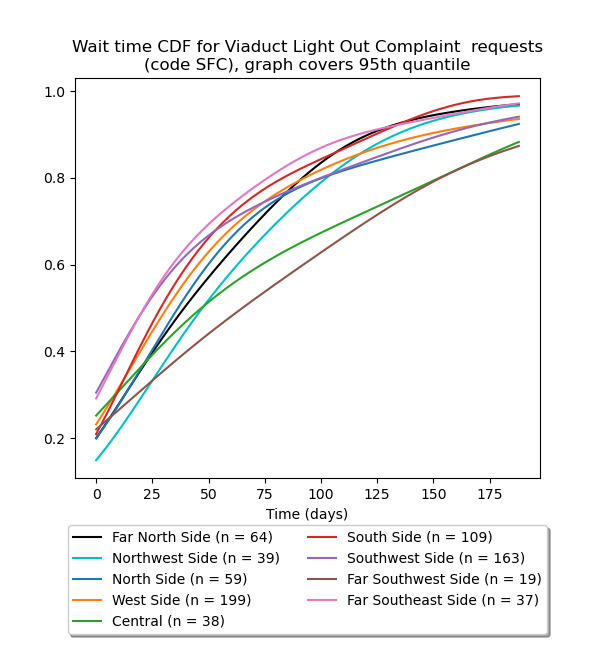 Wait time CDF for Viaduct Light Out Complaint  requests
(code SFC), graph covers 95th quantile
1.0
0.8
0.6
0.4
0.2
0 25 50 75 100 125 150 175
Time (days)
Far North Side (n = 64)
Northwest Side (n = 39)
North Side (n = 59)
West Side (n = 199)
Central (n = 38)
South Side (n = 109)
Southwest Side (n = 163)
Far Southwest Side (n = 19)
Far Southeast Side (n = 37)